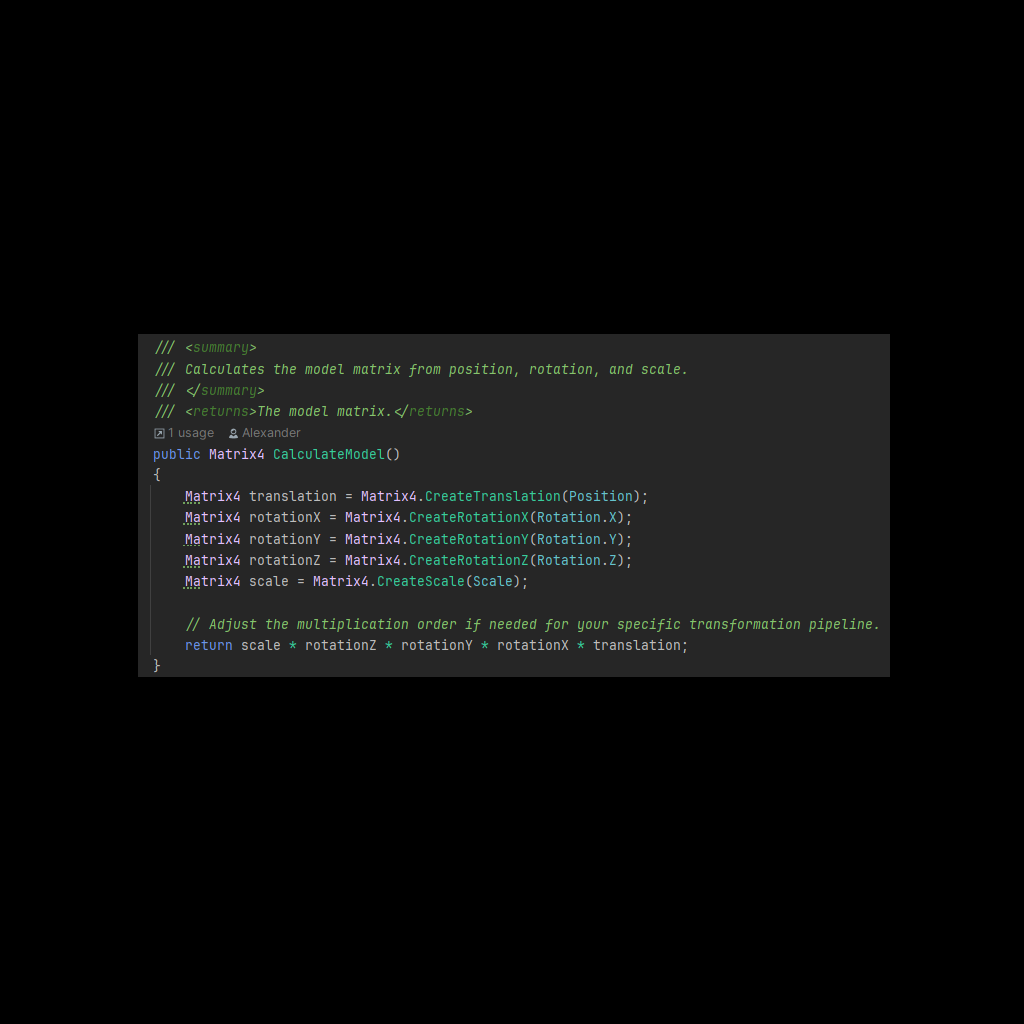 /// <summary>
/// Calculates the model matrix from position, rotation, and scale.
/// </summary>
/// <returns>The model matrix.</returns>
1 usage Alexander
public Matrix4 CalculateModel()
{
Matrix4 translation = Matrix4.CreateTranslation(Position);
Matrix4 rotationX = Matrix4.CreateRotationX(Rotation.X);
Matrix4 rotationY = Matrix4.CreateRotationY(Rotation.Y);
Matrix4 rotationZ = Matrix4.CreateRotationZ(Rotation.Z);
Matrix4 scale = Matrix4.CreateScale(Scale);
// Adjust the multiplication order if needed for your specific transformation pipeline.
return scale * rotationZ * rotationY * rotationX * translation;
}